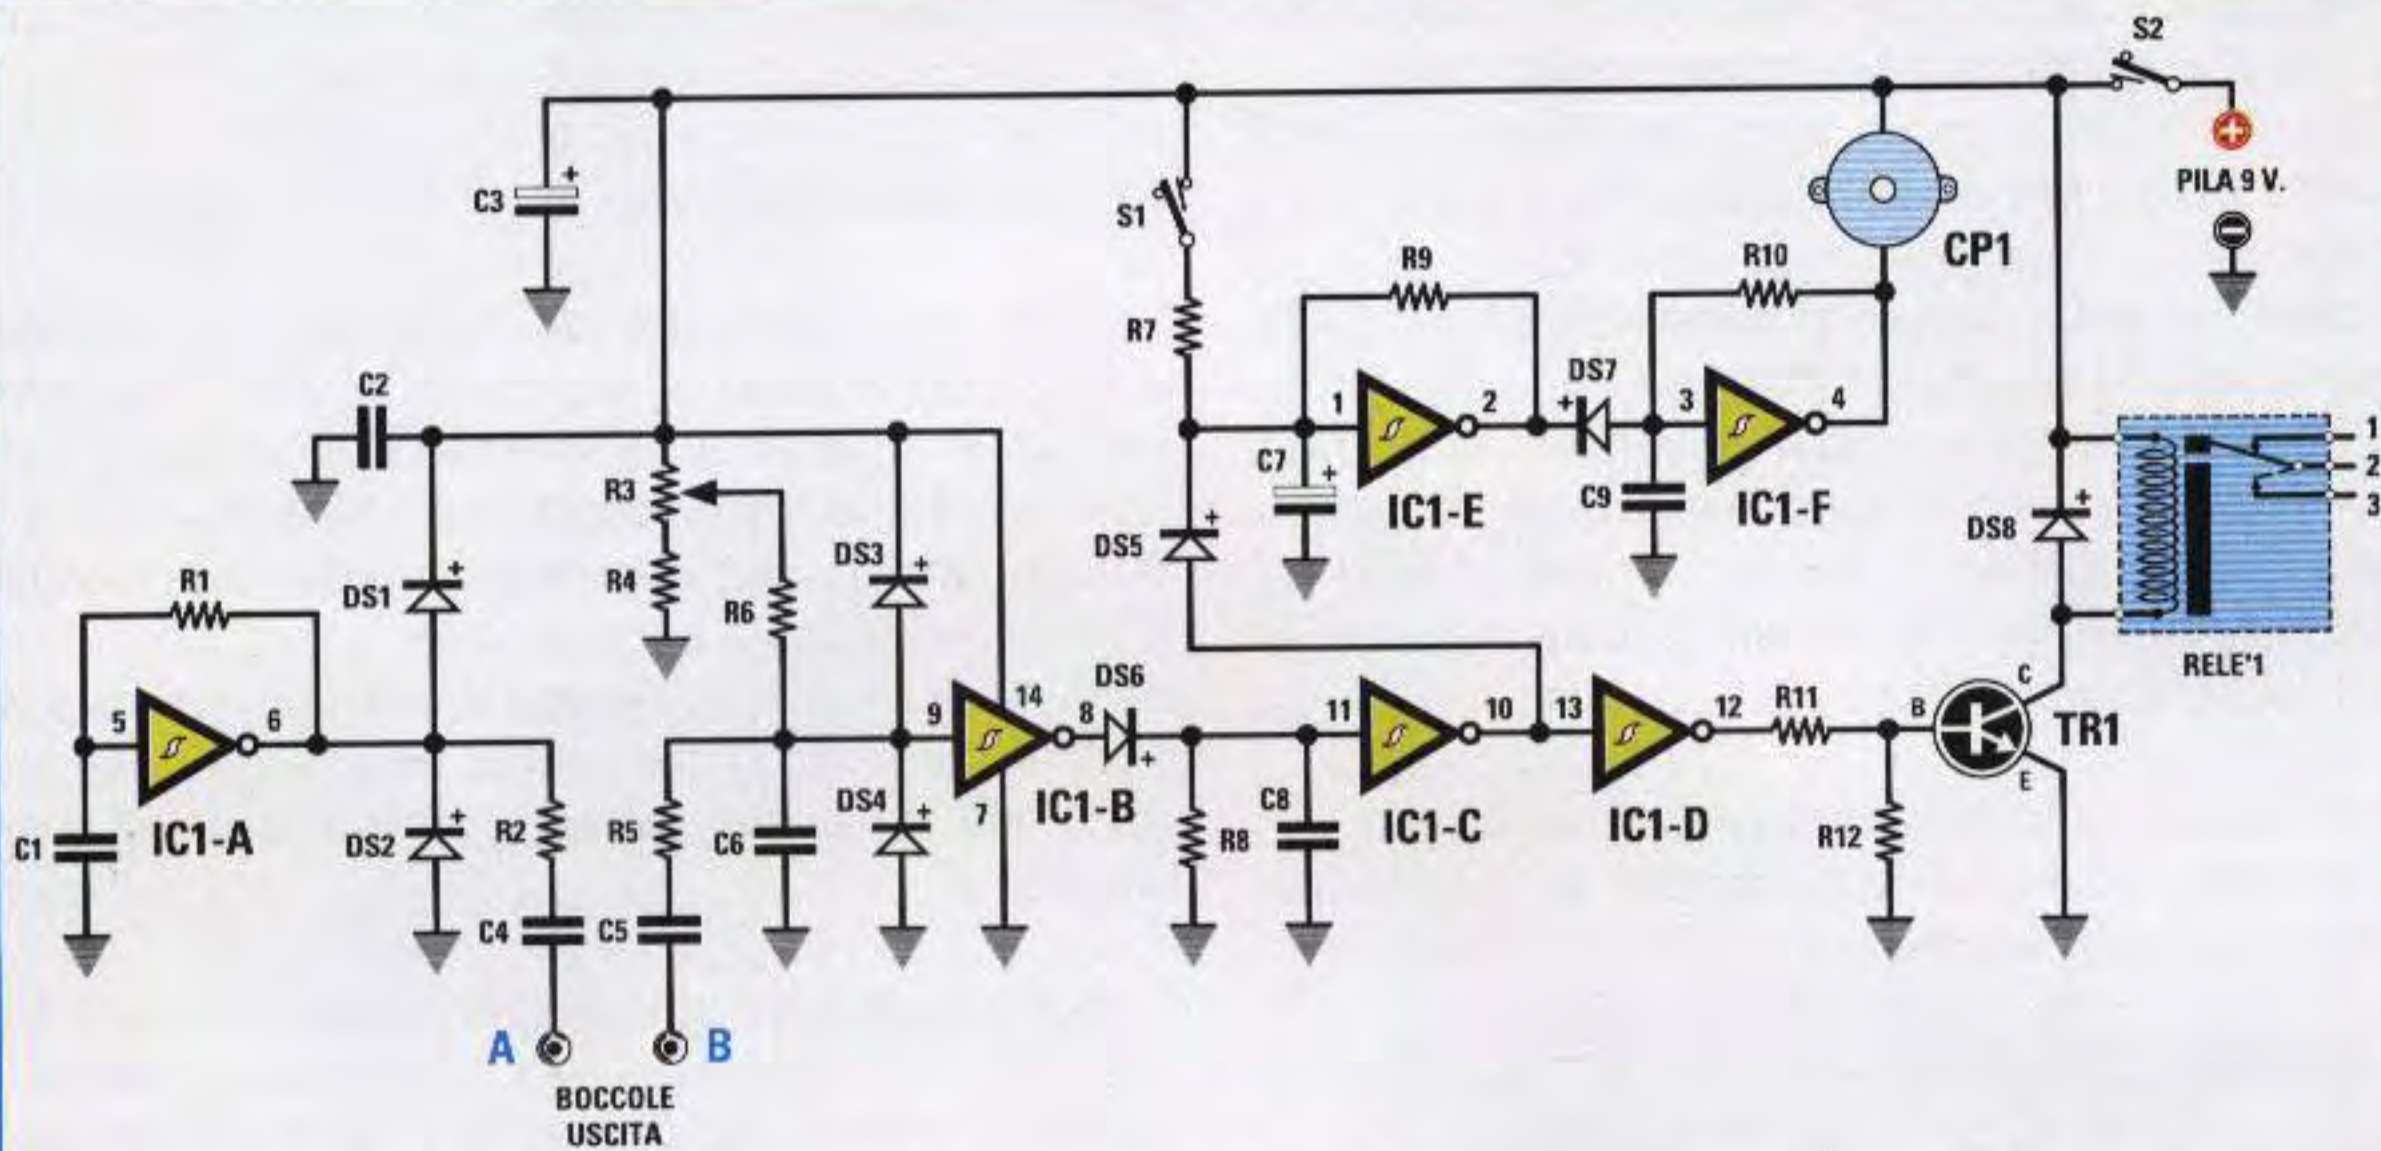 S2
PILA 9 V.
C3
+
S1
R7
R9
R10
CP1
C2
R3
R4
R6
DS1
+
DS3
+
R1
5
6
IC1-A
C1
DS2
+
R2
C4
R5
C5
C6
DS4
+
9
14
7
8
IC1-B
DS6
+
DS5
+
C7
+
1
2
IC1-E
DS7
+
3
4
C9
IC1-F
DS8
+
1
2
3
RELE'1
R8
C8
11
10
IC1-C
13
12
IC1-D
R11
R12
B
C
E
TR1
A
B
BOCCOLE
USCITA